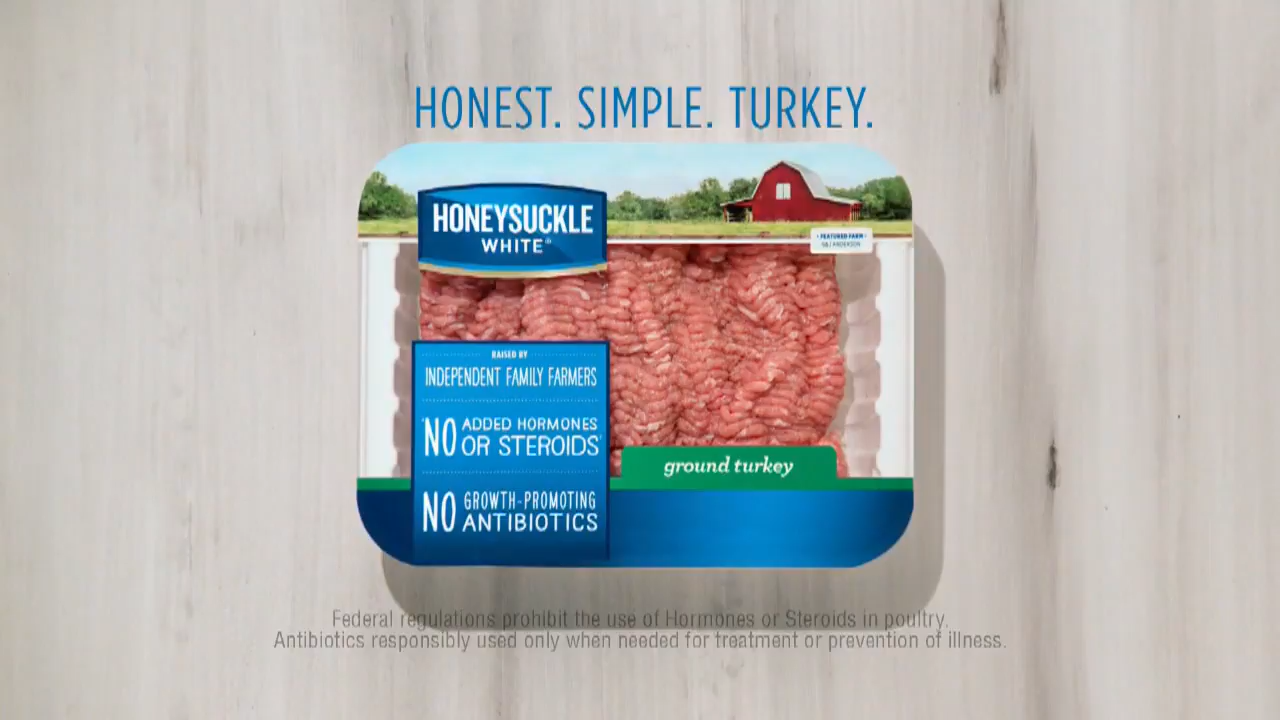 HONEST. SIMPLE. TURKEY.
HONEYSUCKLE
WHITE®
• FEATURED FARM •
S&J ANDERSON
RAISED BY
INDEPENDENT FAMILY FARMERS
NO ADDED HORMONES
OR STEROIDS
ground turkey
NO GROWTH-PROMOTING
ANTIBIOTICS
Federal regulations prohibit the use of Hormones or Steroids in poultry.
Antibiotics responsibly used only when needed for treatment or prevention of illness.